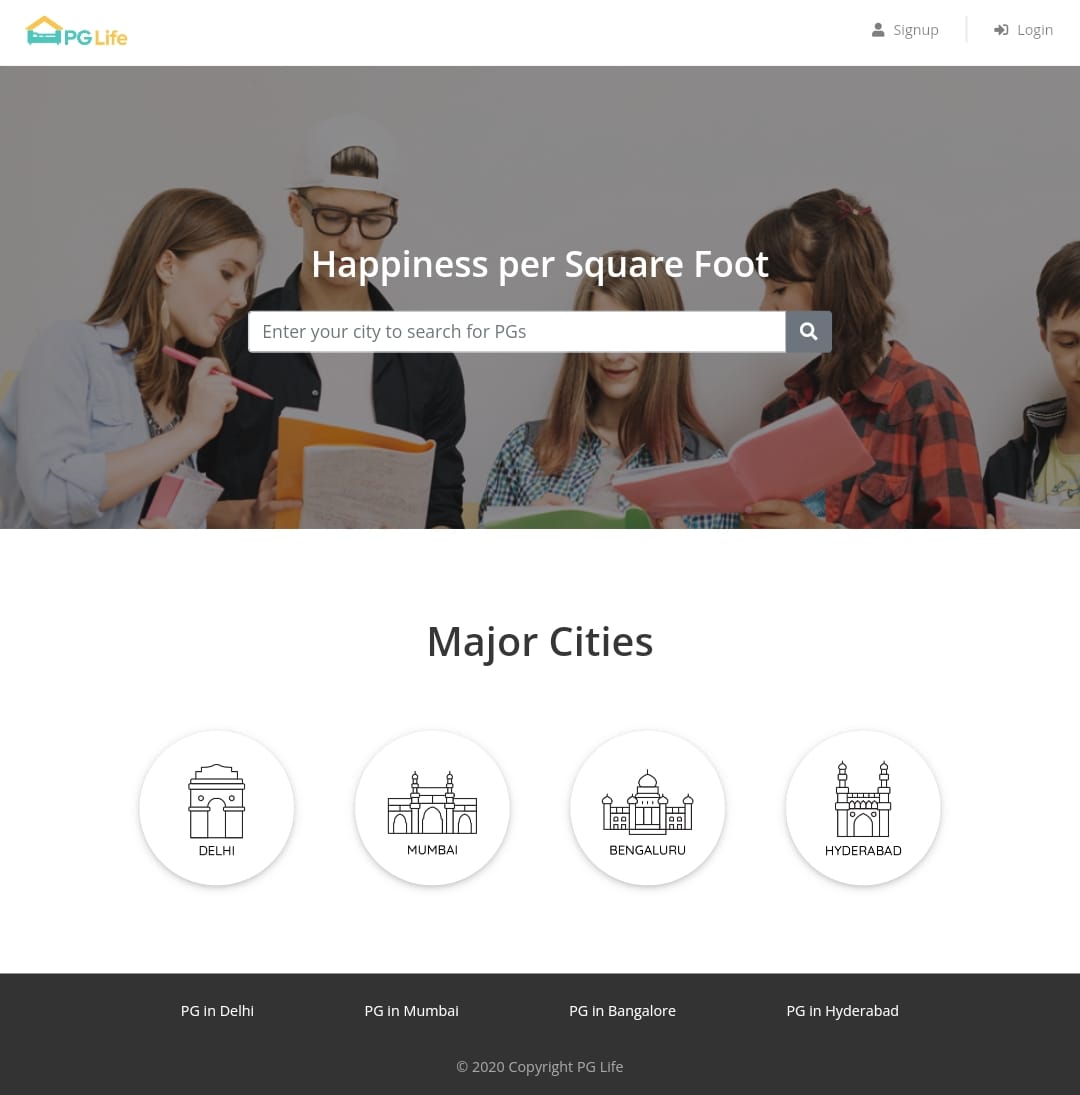 PG Life
Signup
Login
Happiness per Square Foot
Enter your city to search for PGs
Major Cities
DELHI
MUMBAI
BENGALURU
HYDERABAD
PG in Delhi
PG in Mumbai
PG in Bangalore
PG in Hyderabad
© 2020 Copyright PG Life